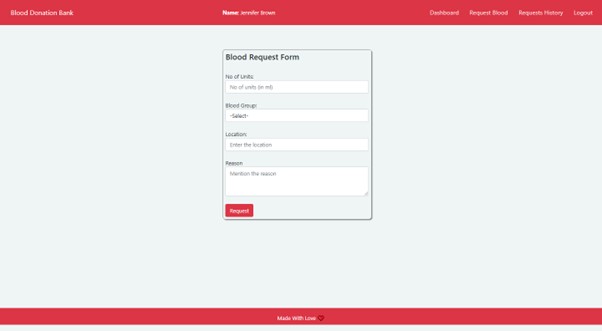 Blood Donation Bank Name: Jennifer Brown Dashboard Request Blood Requests History Logout
Blood Request Form
No of Units:
No of units (in ml)
Blood Group:
-Select-
Location:
Enter the location
Reason
Mention the reason
Request
Made With Love